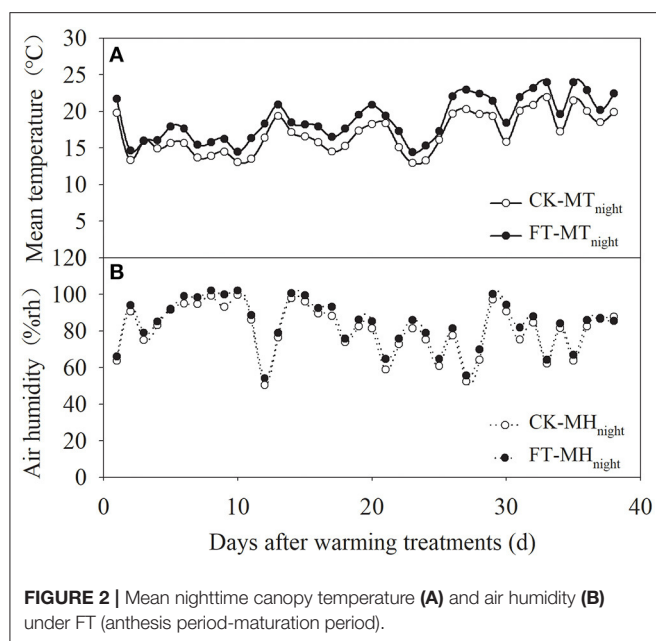 A
Mean temperature (°C)
30
25
20
15
10
5
CK-MTnight
FT-MTnight
B
Air humidity (%rh)
120
100
80
60
40
20
0
CK-MHnight
FT-MHnight
0 10 20 30 40
Days after warming treatments (d)
FIGURE 2 | Mean nighttime canopy temperature (A) and air humidity (B)
under FT (anthesis period-maturation period).